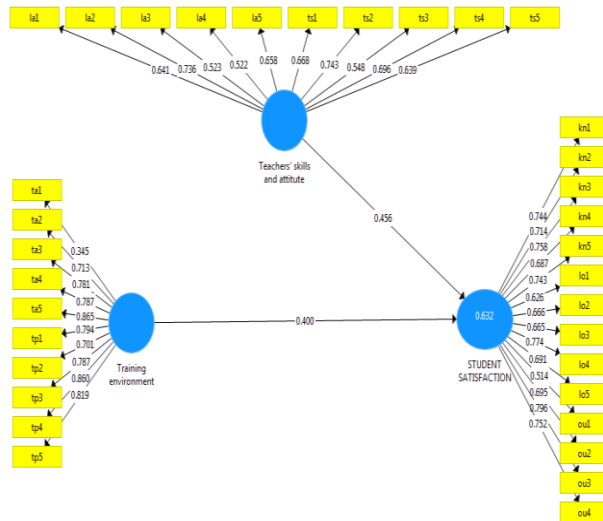 la1 la2 la3 la4 la5 ts1 ts2 ts3 ts4 ts5
0.641 0.736 0.523 0.522 0.658 0.668 0.743 0.548 0.696 0.639
Teachers' skills
and attitute
0.456
ta1
ta2
ta3
ta4
ta5
tp1
tp2
tp3
tp4
tp5
0.345
0.713
0.781
0.787
0.865
0.794
0.701
0.787
0.860
0.819
Training
environment
0.400
0.632
STUDENT
SATISFACTION
0.744
0.714
0.758
0.687
0.743
0.626
0.666
0.665
0.774
0.691
0.514
0.695
0.796
0.752
kn1
kn2
kn3
kn4
kn5
lo1
lo2
lo3
lo4
lo5
ou1
ou2
ou3
ou4